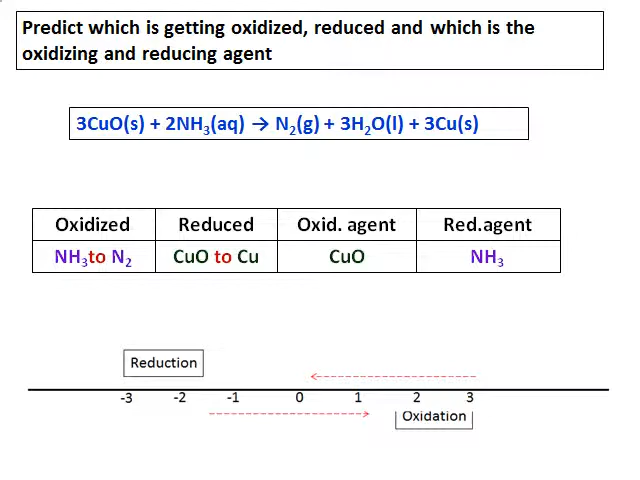 Predict which is getting oxidized, reduced and which is the
oxidizing and reducing agent
3CuO(s) + 2NH₃(aq) → N₂(g) + 3H₂O(l) + 3Cu(s)
Oxidized Reduced Oxid. agent Red.agent
NH₃to N₂ CuO to Cu CuO NH₃
Reduction
-3 -2 -1 0 1 2 3
Oxidation